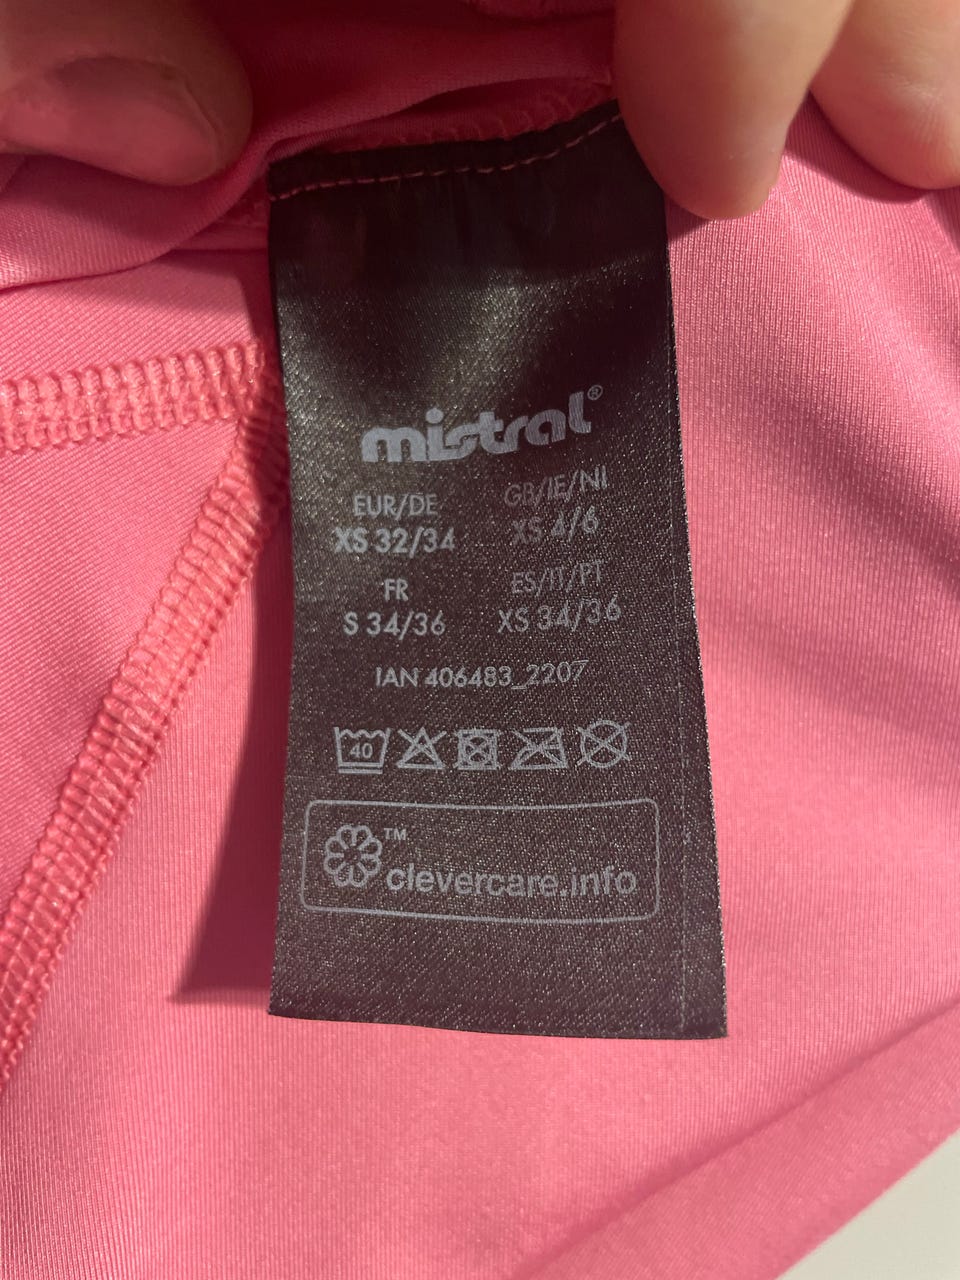 mistral®
EUR/DE GB/IE/NI
XS 32/34 XS 4/6
FR ES/IT/PT
S 34/36 XS 34/36
IAN 406483_2207
40
™
clevercare.info